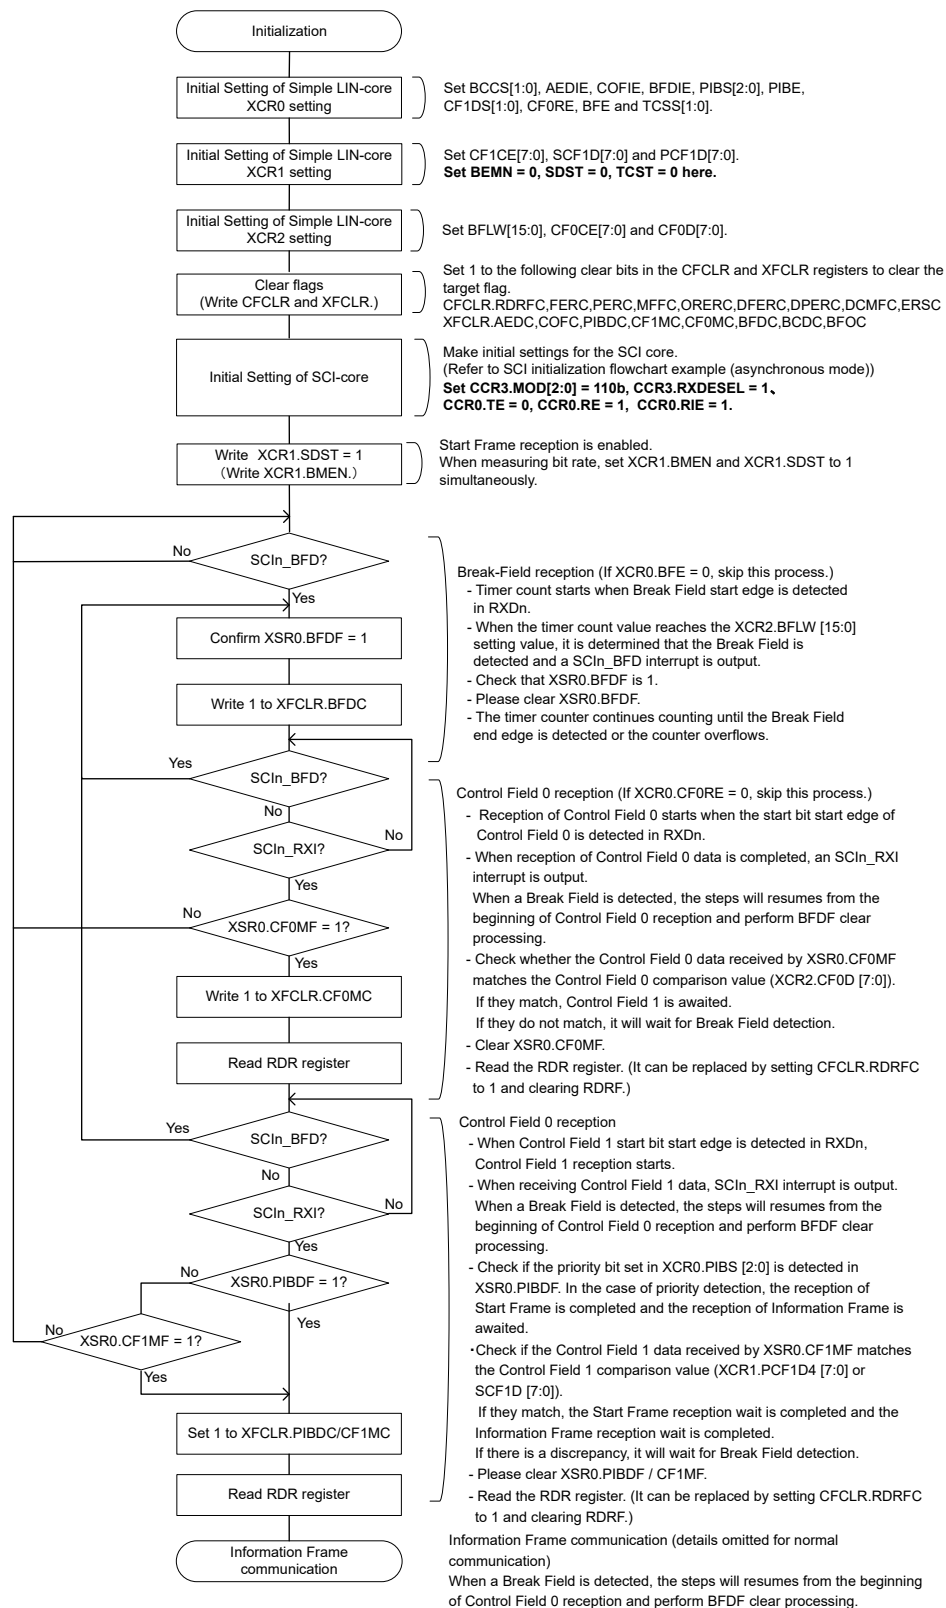 Initialization
Initial Setting of Simple LIN-core
XCR0 setting
Set BCCS[1:0], AEDIE, COFIE, BFDIE, PIBS[2:0], PIBE,
CF1DS[1:0], CF0RE, BFE and TCSS[1:0].
Initial Setting of Simple LIN-core
XCR1 setting
Set CF1CE[7:0], SCF1D[7:0] and PCF1D[7:0].
Set BEMN = 0, SDST = 0, TCST = 0 here.
Initial Setting of Simple LIN-core
XCR2 setting
Set BFLW[15:0], CF0CE[7:0] and CF0D[7:0].
Clear flags
(Write CFCLR and XFCLR.)
Set 1 to the following clear bits in the CFCLR and XFCLR registers to clear the
target flag.
CFCLR.RDRFC,FERC,PERC,MFFC,ORERC,DFERC,DPERC,DCMFC,ERSC
XFCLR.AEDC,COFC,PIBDC,CF1MC,CF0MC,BFDC,BCDC,BFOC
Initial Setting of SCI-core
Make initial settings for the SCI core.
(Refer to SCI initialization flowchart example (asynchronous mode))
Set CCR3.MOD[2:0] = 110b, CCR3.RXDESEL = 1、
CCR0.TE = 0, CCR0.RE = 1, CCR0.RIE = 1.
Write XCR1.SDST = 1
（Write XCR1.BMEN.）
Start Frame reception is enabled.
When measuring bit rate, set XCR1.BMEN and XCR1.SDST to 1
simultaneously.
No
SCIn_BFD?
Yes
Confirm XSR0.BFDF = 1
Write 1 to XFCLR.BFDC
Break-Field reception (If XCR0.BFE = 0, skip this process.)
- Timer count starts when Break Field start edge is detected
in RXDn.
- When the timer count value reaches the XCR2.BFLW [15:0]
setting value, it is determined that the Break Field is
detected and a SCIn_BFD interrupt is output.
- Check that XSR0.BFDF is 1.
- Please clear XSR0.BFDF.
- The timer counter continues counting until the Break Field
end edge is detected or the counter overflows.
Yes
SCIn_BFD?
No
SCIn_RXI?
No
Yes
No
XSR0.CF0MF = 1?
Yes
Write 1 to XFCLR.CF0MC
Read RDR register
Control Field 0 reception (If XCR0.CF0RE = 0, skip this process.)
- Reception of Control Field 0 starts when the start bit start edge of
Control Field 0 is detected in RXDn.
- When reception of Control Field 0 data is completed, an SCIn_RXI
interrupt is output.
When a Break Field is detected, the steps will resumes from the
beginning of Control Field 0 reception and perform BFDF clear
processing.
- Check whether the Control Field 0 data received by XSR0.CF0MF
matches the Control Field 0 comparison value (XCR2.CF0D [7:0]).
If they match, Control Field 1 is awaited.
If they do not match, it will wait for Break Field detection.
- Clear XSR0.CF0MF.
- Read the RDR register. (It can be replaced by setting CFCLR.RDRFC
to 1 and clearing RDRF.)
Yes
SCIn_BFD?
No
SCIn_RXI?
No
Yes
No
XSR0.PIBDF = 1?
Yes
No
XSR0.CF1MF = 1?
Yes
Set 1 to XFCLR.PIBDC/CF1MC
Read RDR register
Control Field 0 reception
- When Control Field 1 start bit start edge is detected in RXDn,
Control Field 1 reception starts.
- When receiving Control Field 1 data, SCIn_RXI interrupt is output.
When a Break Field is detected, the steps will resumes from the
beginning of Control Field 0 reception and perform BFDF clear
processing.
- Check if the priority bit set in XCR0.PIBS [2:0] is detected in
XSR0.PIBDF. In the case of priority detection, the reception of
Start Frame is completed and the reception of Information Frame is
awaited.
・Check if the Control Field 1 data received by XSR0.CF1MF matches
the Control Field 1 comparison value (XCR1.PCF1D4 [7:0] or
SCF1D [7:0]).
If they match, the Start Frame reception wait is completed and the
Information Frame reception wait is completed.
If there is a discrepancy, it will wait for Break Field detection.
- Please clear XSR0.PIBDF / CF1MF.
- Read the RDR register. (It can be replaced by setting CFCLR.RDRFC
to 1 and clearing RDRF.)
Information Frame
communication
Information Frame communication (details omitted for normal
communication)
When a Break Field is detected, the steps will resumes from the beginning
of Control Field 0 reception and perform BFDF clear processing.